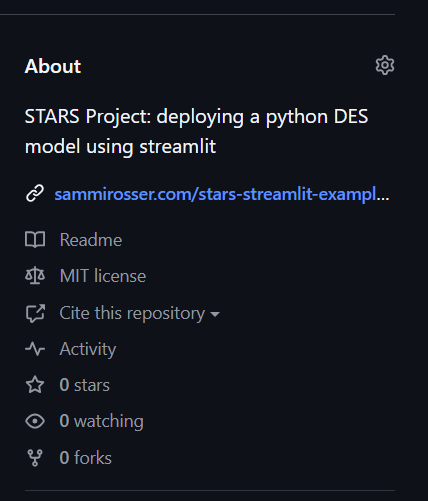 About
STARS Project: deploying a python DES
model using streamlit
sammirosser.com/stars-streamlit-exampl...
Readme
MIT license
Cite this repository
Activity
0 stars
0 watching
0 forks